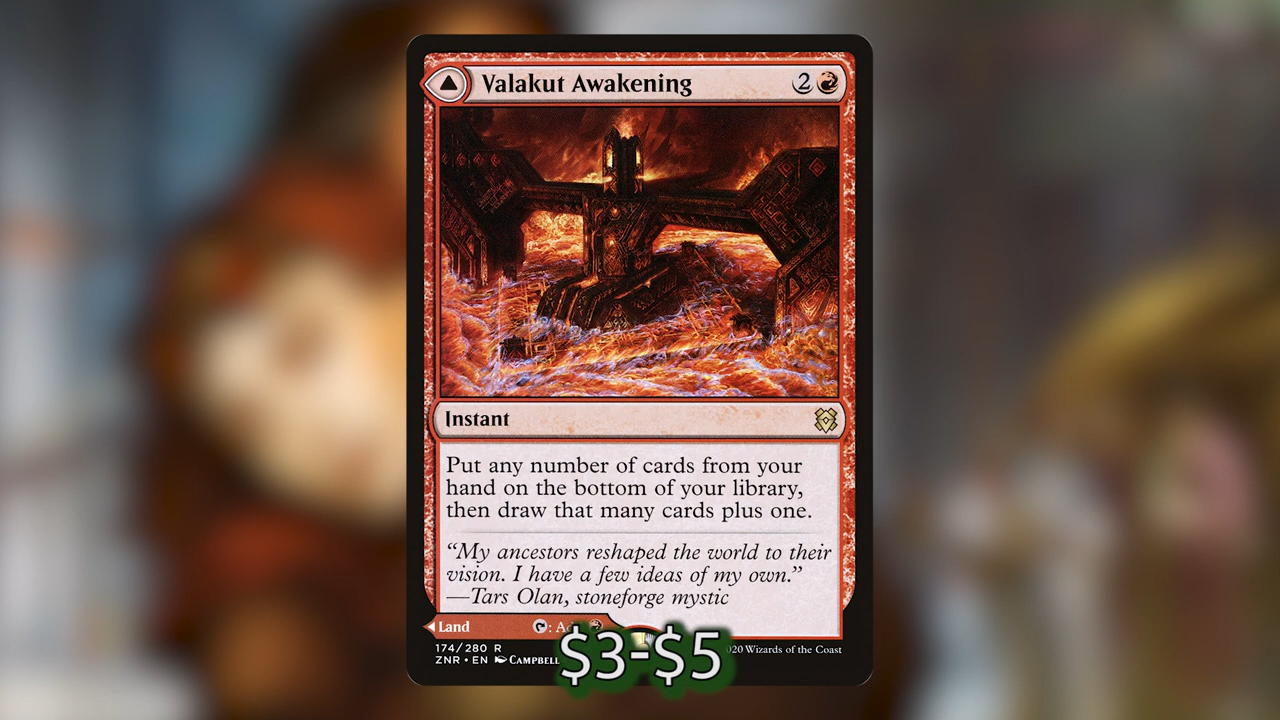 Valakut Awakening 2
Instant
Put any number of cards from your
hand on the bottom of your library,
then draw that many cards plus one.
“My ancestors reshaped the world to their
vision. I have a few ideas of my own.”
—Tars Olan, stoneforge mystic
Land
174/280 R
ZNR • EN CAMPBELL
20 Wizards of the Coast
$3-$5